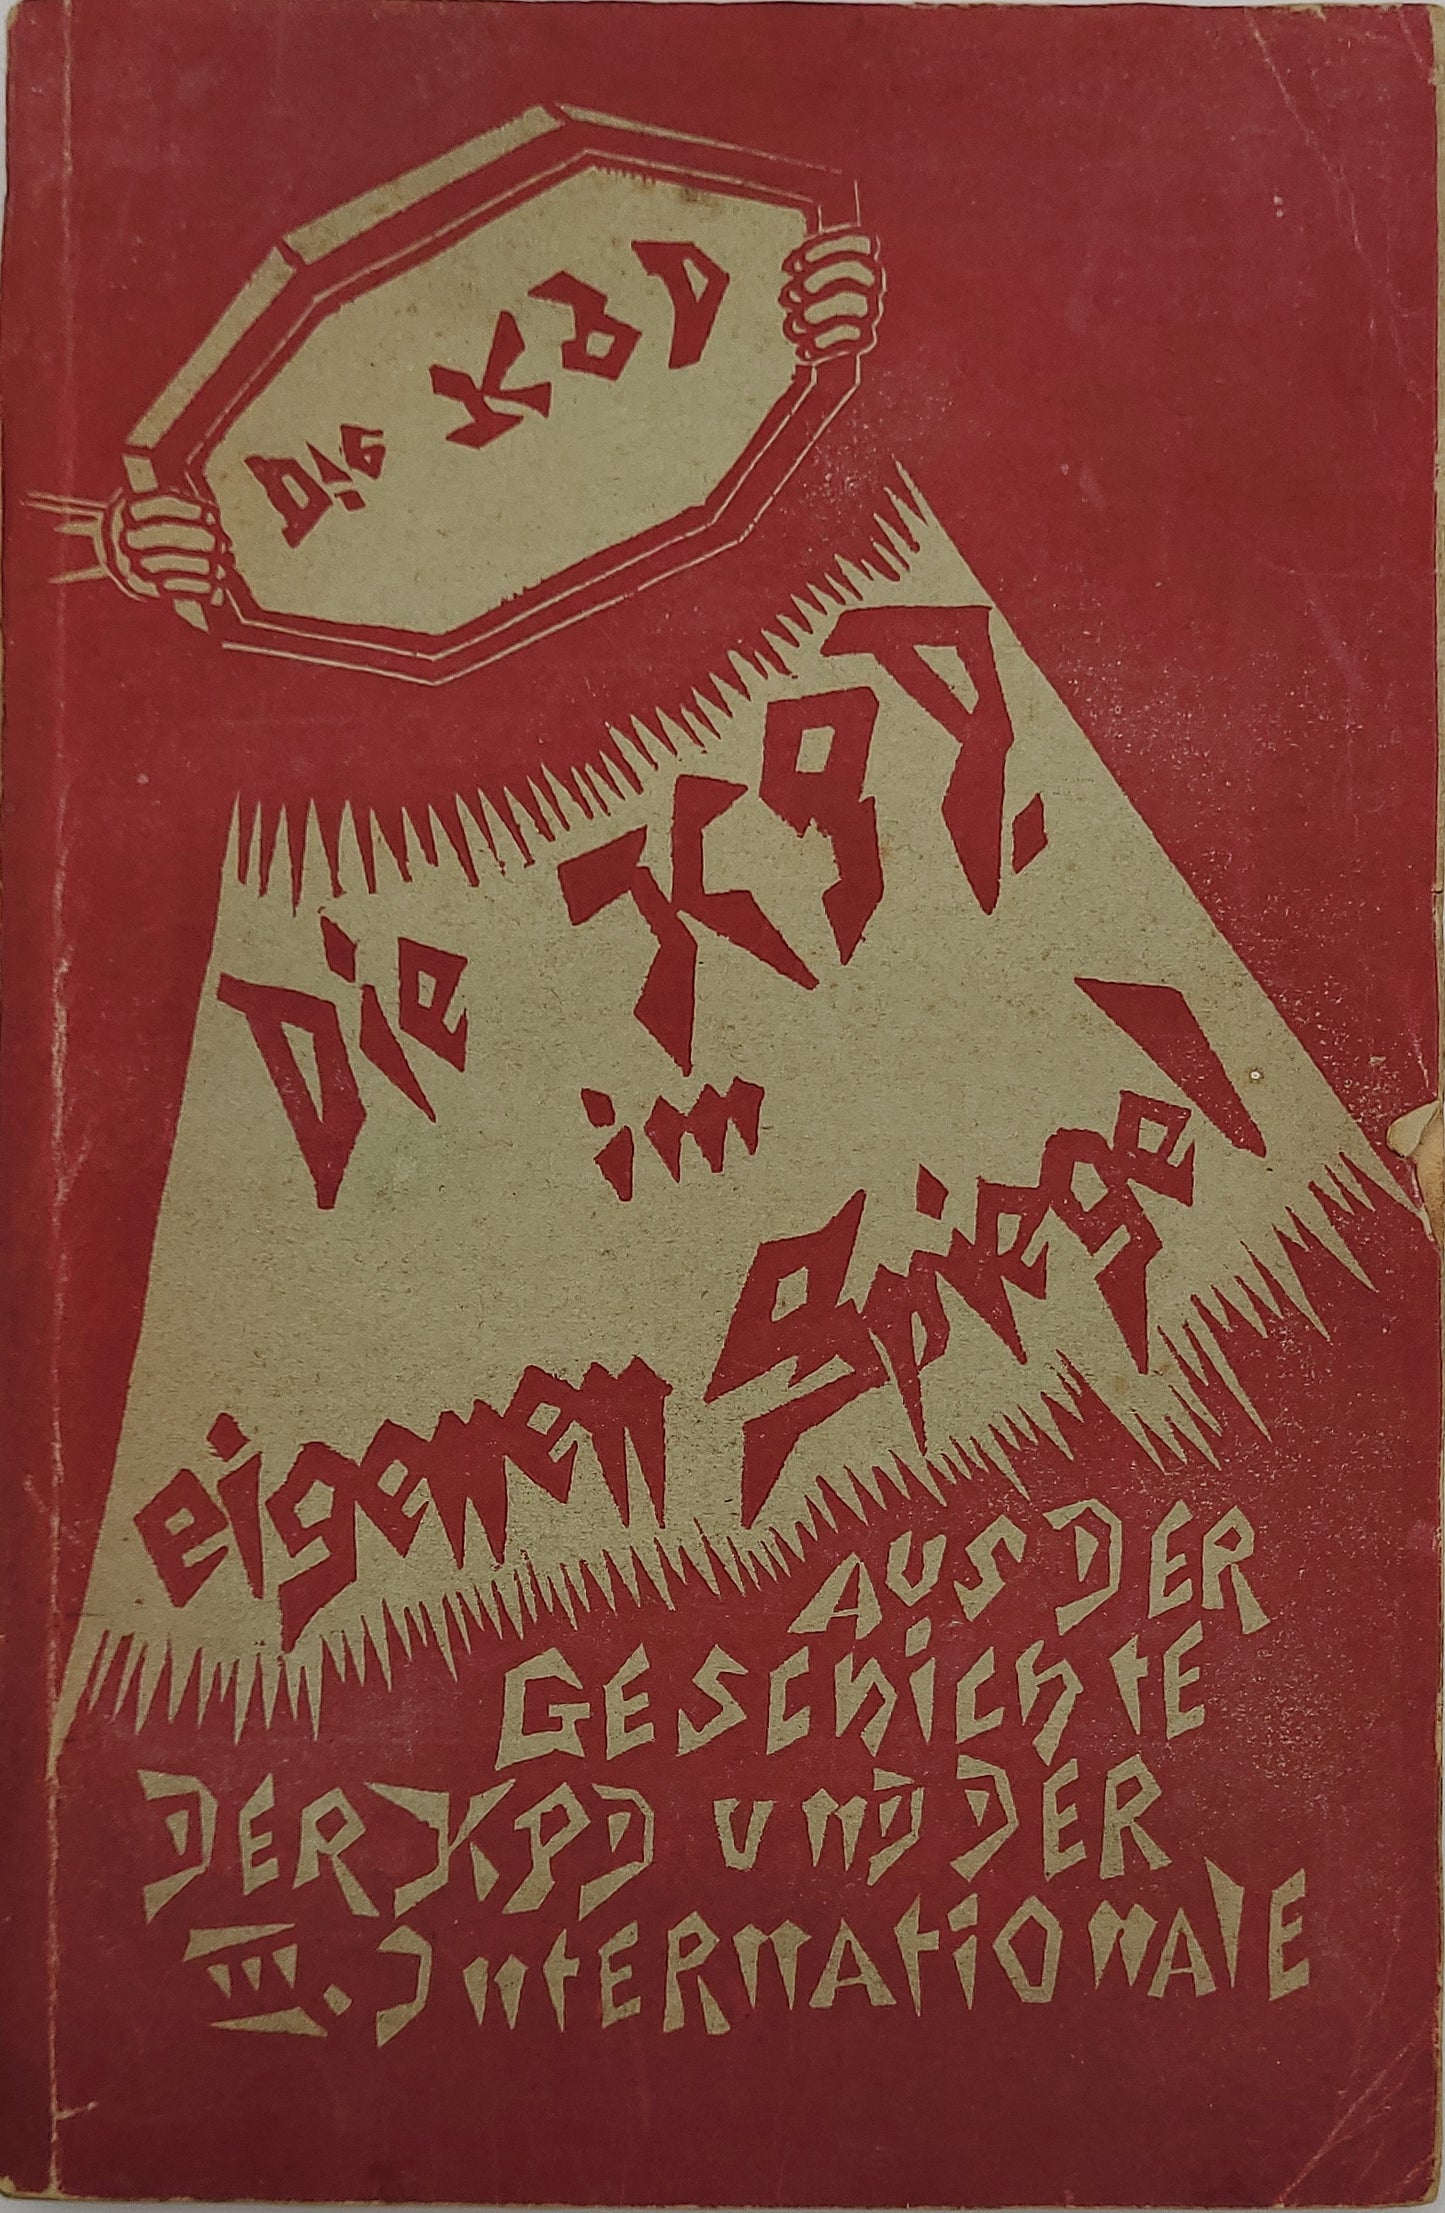 Die KPD
Die KPD.
im
eigenen Spiegel
AUS DER
GESCHICHTE
DER KPD UND DER
III. INTERNATIONALE